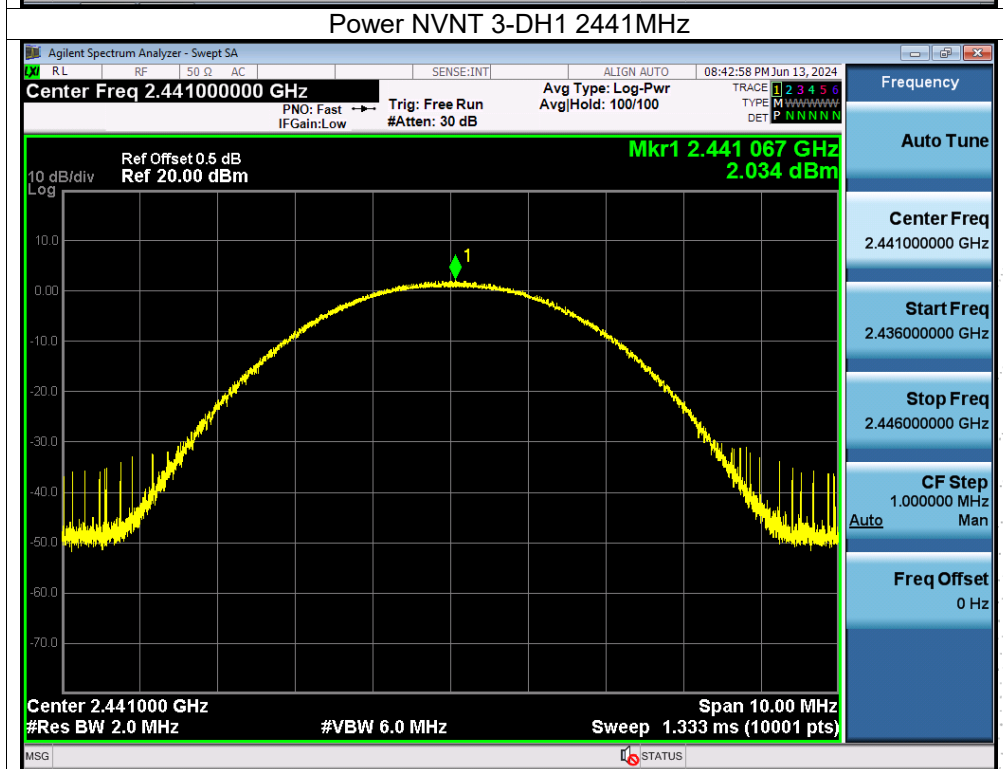 Power NVNT 3-DH1 2441MHz
Agilent Spectrum Analyzer - Swept SA
LXI RL RF 50 Ω AC SENSE:INT ALIGN AUTO 08:42:58 PM Jun 13, 2024
Center Freq 2.441000000 GHz
PNO: Fast
IFGain:Low
Trig: Free Run
#Atten: 30 dB
Avg Type: Log-Pwr
Avg|Hold: 100/100
TRACE 1 2 3 4 5 6
TYPE M WWWWW
DET P N N N N N
Mkr1 2.441 067 GHz
2.034 dBm
Ref Offset 0.5 dB
10 dB/div Ref 20.00 dBm
Log
10.0
0.00
-10.0
-20.0
-30.0
-40.0
-50.0
-60.0
-70.0
1
Center 2.441000 GHz Span 10.00 MHz
#Res BW 2.0 MHz #VBW 6.0 MHz Sweep 1.333 ms (10001 pts)
MSG STATUS
Frequency
Auto Tune
Center Freq
2.441000000 GHz
Start Freq
2.436000000 GHz
Stop Freq
2.446000000 GHz
CF Step
1.000000 MHz
Auto Man
Freq Offset
0 Hz